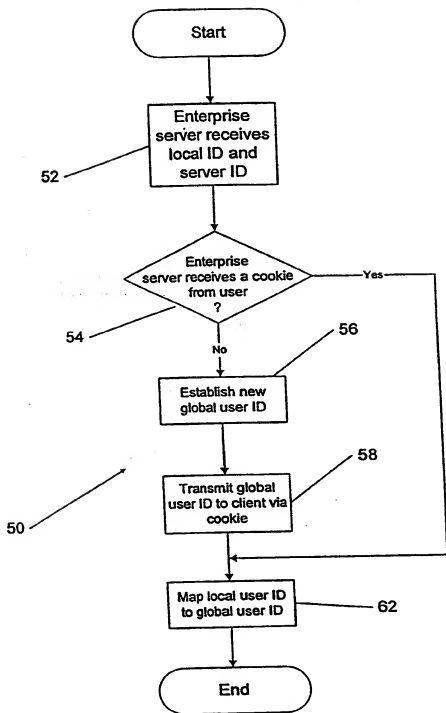 Start
Enterprise
server receives
local ID and
server ID
52
Enterprise
server receives a cookie
from user
?
Yes
54
No
56
Establish new
global user ID
58
Transmit global
user ID to client via
cookie
50
Map local user ID
to global user ID
62
End